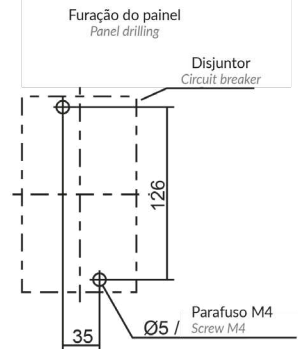 Furação do painel
Panel drilling
Disjuntor
Circuit breaker
126
Parafuso M4
Ø5 / Screw M4
35